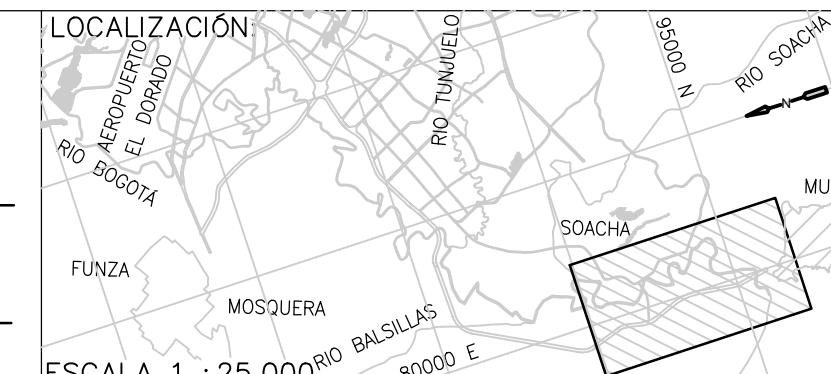 LOCALIZACIÓN:
AEROPUERTO
EL DORADO
RIO BOGOTÁ
RIO TUNJUELO
95000 N
RIO SOACHA
N
SOACHA
FUNZA
MOSQUERA
RIO BALSILLAS
80000 E
ESCALA 1 : 25.000